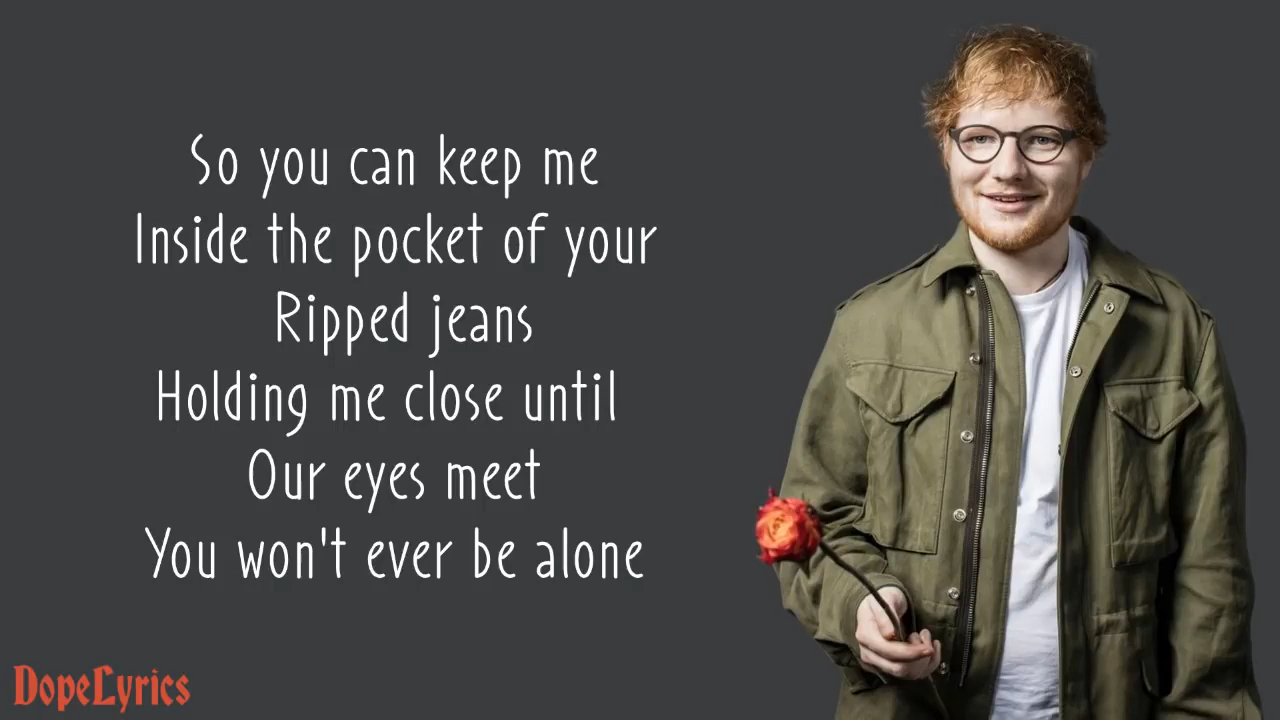 So you can keep me
Inside the pocket of your
Ripped jeans
Holding me close until
Our eyes meet
You won't ever be alone
DopeLyrics